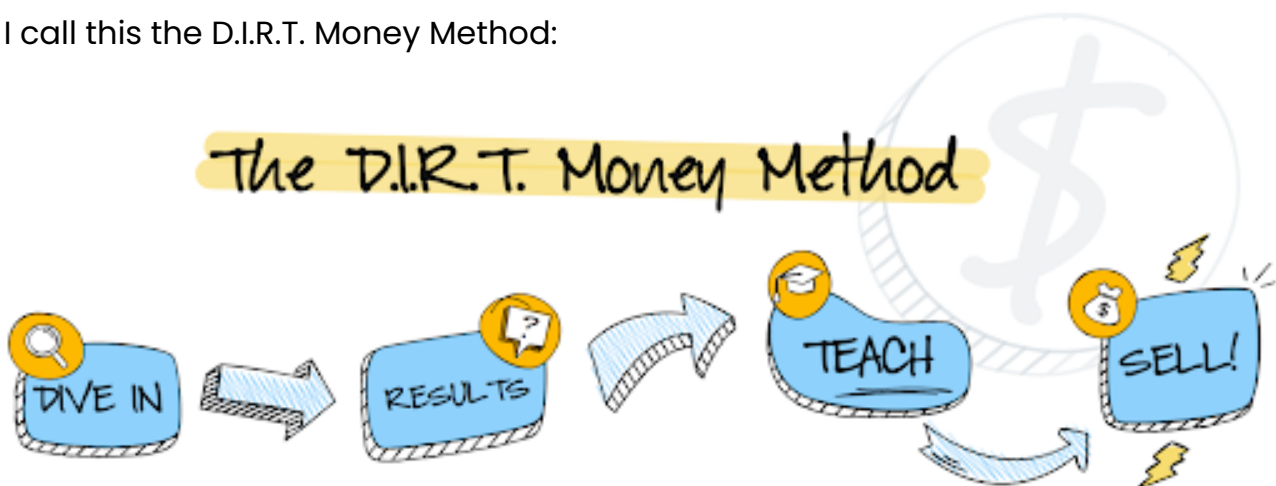 I call this the D.I.R.T. Money Method:
The D.I.R.T. Money Method
$
?
$
DIVE IN
RESULTS
TEACH
SELL!